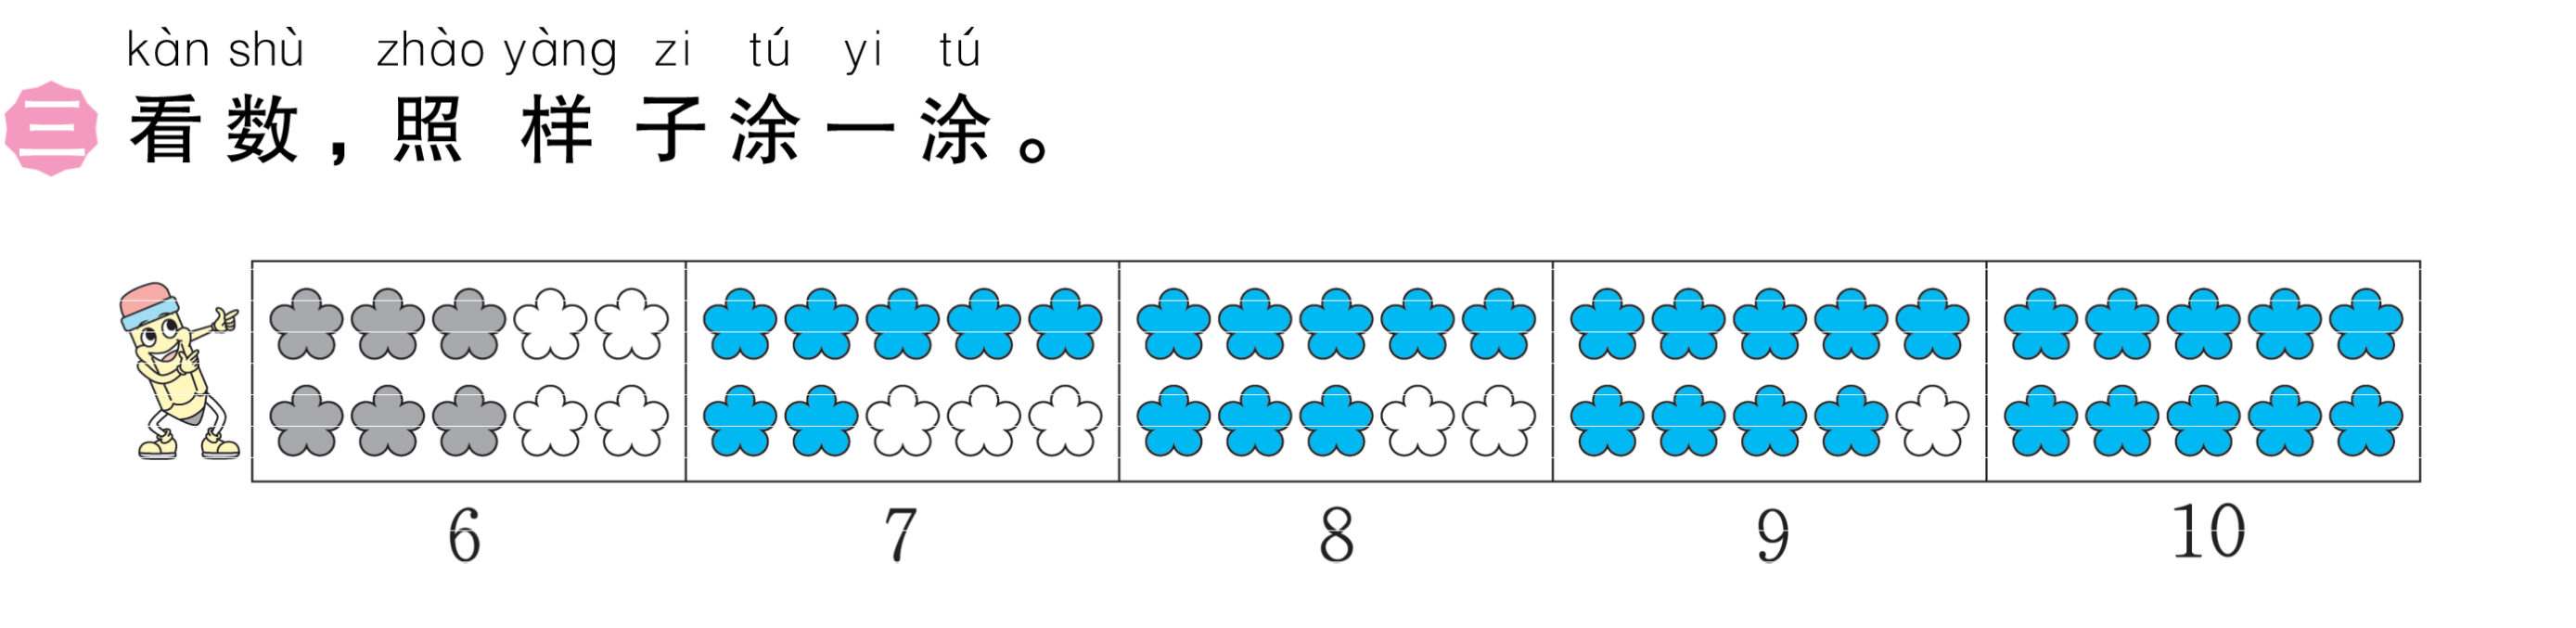 kàn shù zhào yàng zi tú yi tú
三 看数，照样子涂一涂。
6 7 8 9 10